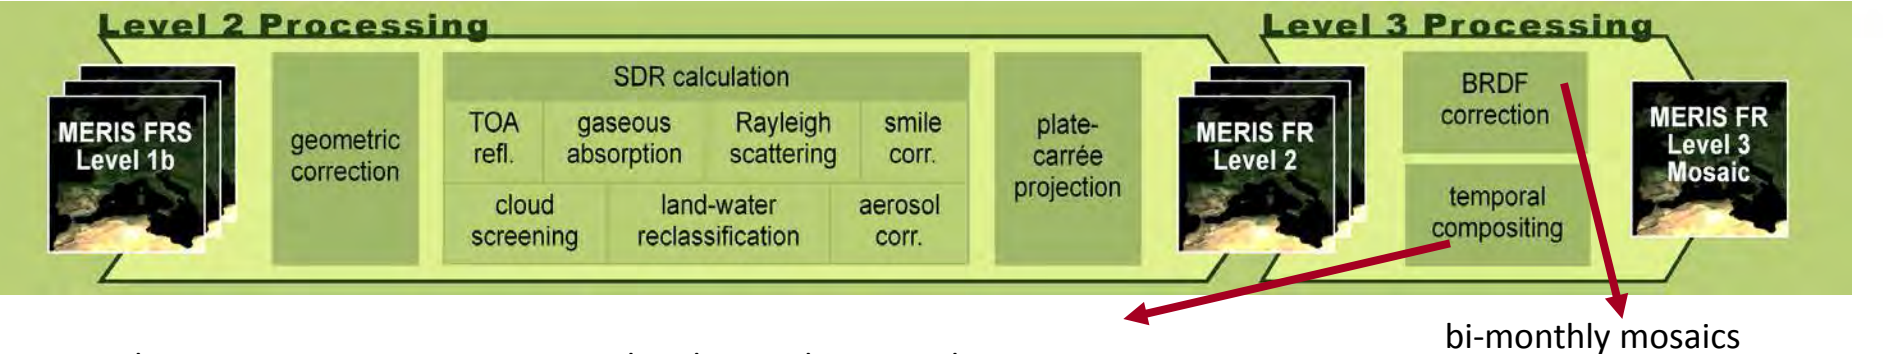 Level 2 Processing
Level 3 Processing
MERIS FRS
Level 1b
geometric
correction
SDR calculation
TOA
refl.
gaseous
absorption
Rayleigh
scattering
smile
corr.
cloud
screening
land-water
reclassification
aerosol
corr.
plate-
carrée
projection
MERIS FR
Level 2
BRDF
correction
temporal
compositing
MERIS FR
Level 3
Mosaic
bi-monthly mosaics